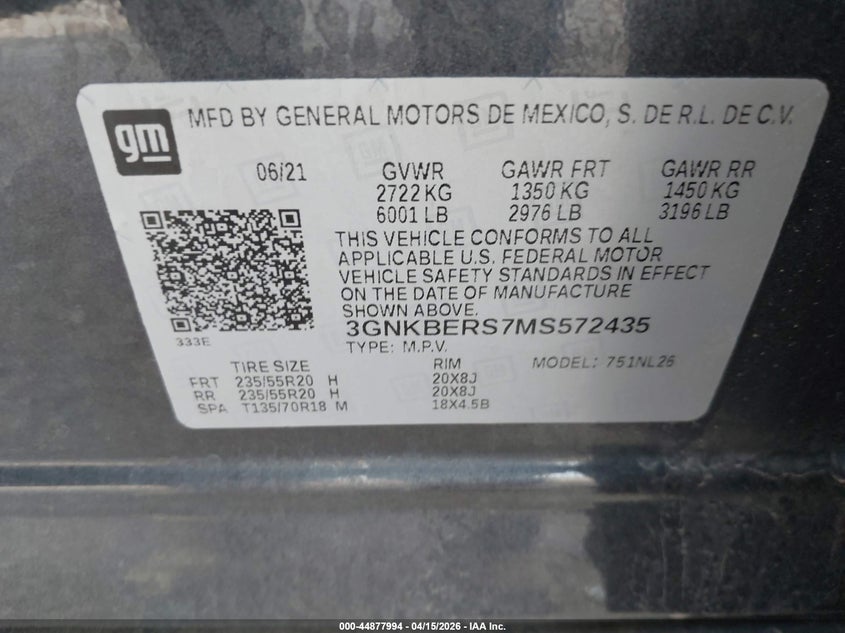 gm
MFD BY GENERAL MOTORS DE MEXICO, S. DE R.L. DE C.V.
06/21 GVWR GAWR FRT GAWR RR
2722 KG 1350 KG 1450 KG
6001 LB 2976 LB 3196 LB
THIS VEHICLE CONFORMS TO ALL
APPLICABLE U.S. FEDERAL MOTOR
VEHICLE SAFETY STANDARDS IN EFFECT
ON THE DATE OF MANUFACTURE
SHOWN ABOVE.
333E
3GNKBERS7MS572435
TYPE: M.P.V.
TIRE SIZE RIM MODEL: 751NL26
FRT 235/55R20 H 20X8J
RR 235/55R20 H 20X8J
SPA T135/70R18 M 18X4.5B
000-44877994 - 04/15/2026 - IAA Inc.